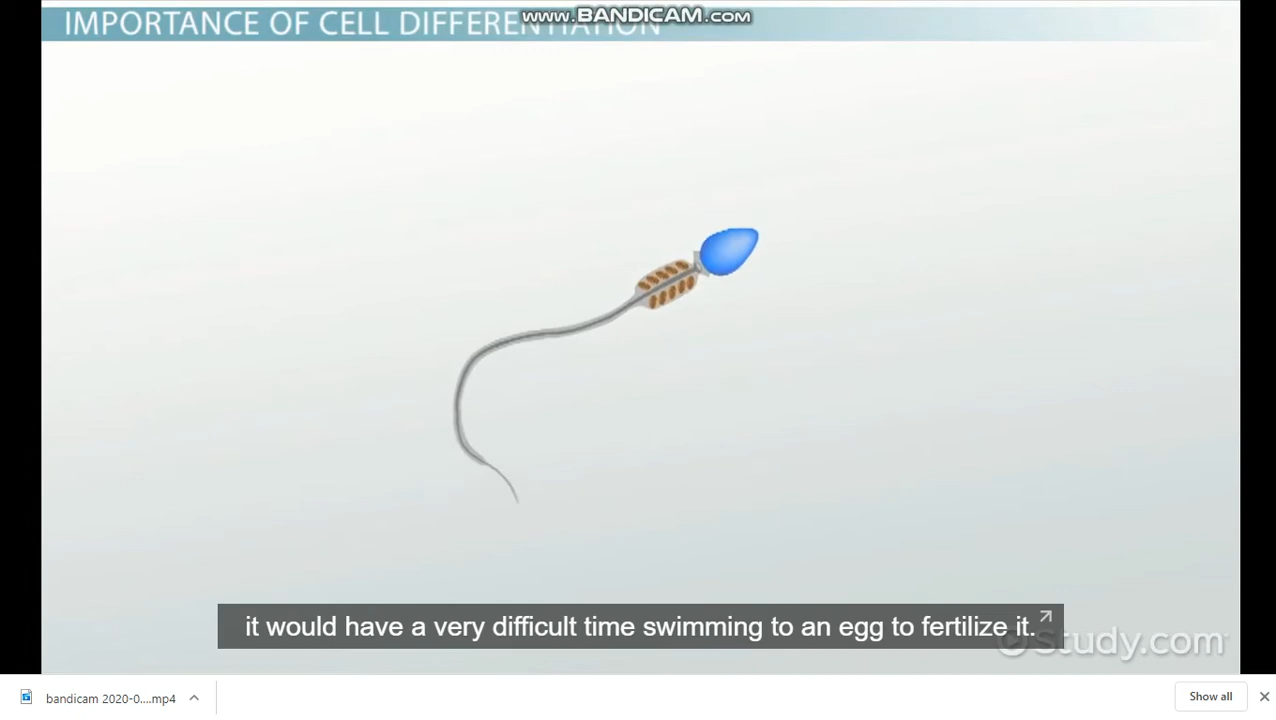 www.BANDICAM.com
IMPORTANCE OF CELL DIFFERENTIATION
it would have a very difficult time swimming to an egg to fertilize it.
Study.com
bandicam 2020-0....mp4
Show all